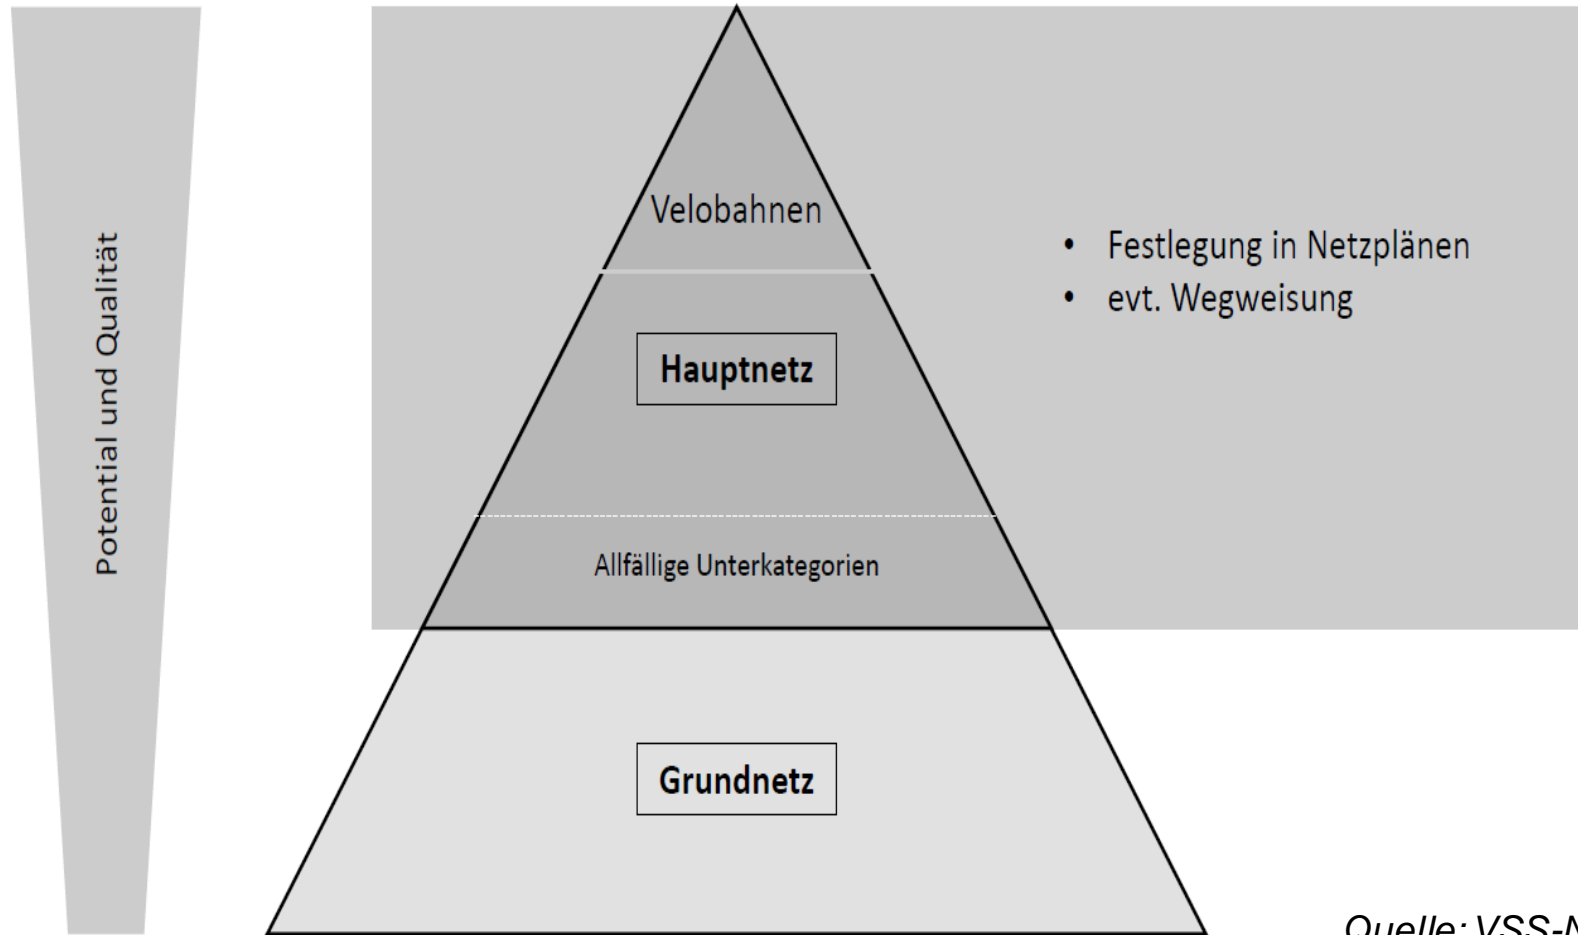 Potential und Qualität
Velobahnen
• Festlegung in Netzplänen
• evt. Wegweisung
Hauptnetz
Allfällige Unterkategorien
Grundnetz
Quelle: VSS-N